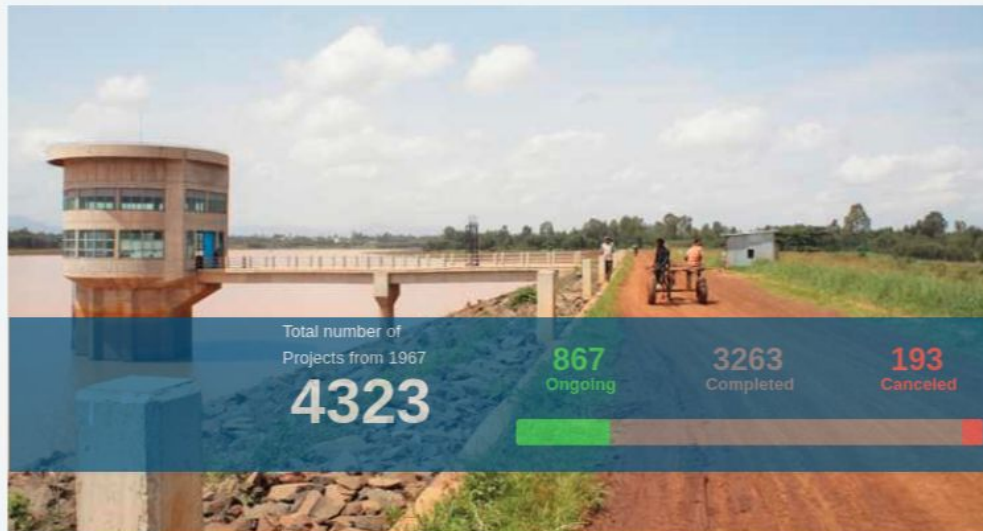 Total number of
Projects from 1967
4323
867
Ongoing
3263
Completed
193
Canceled